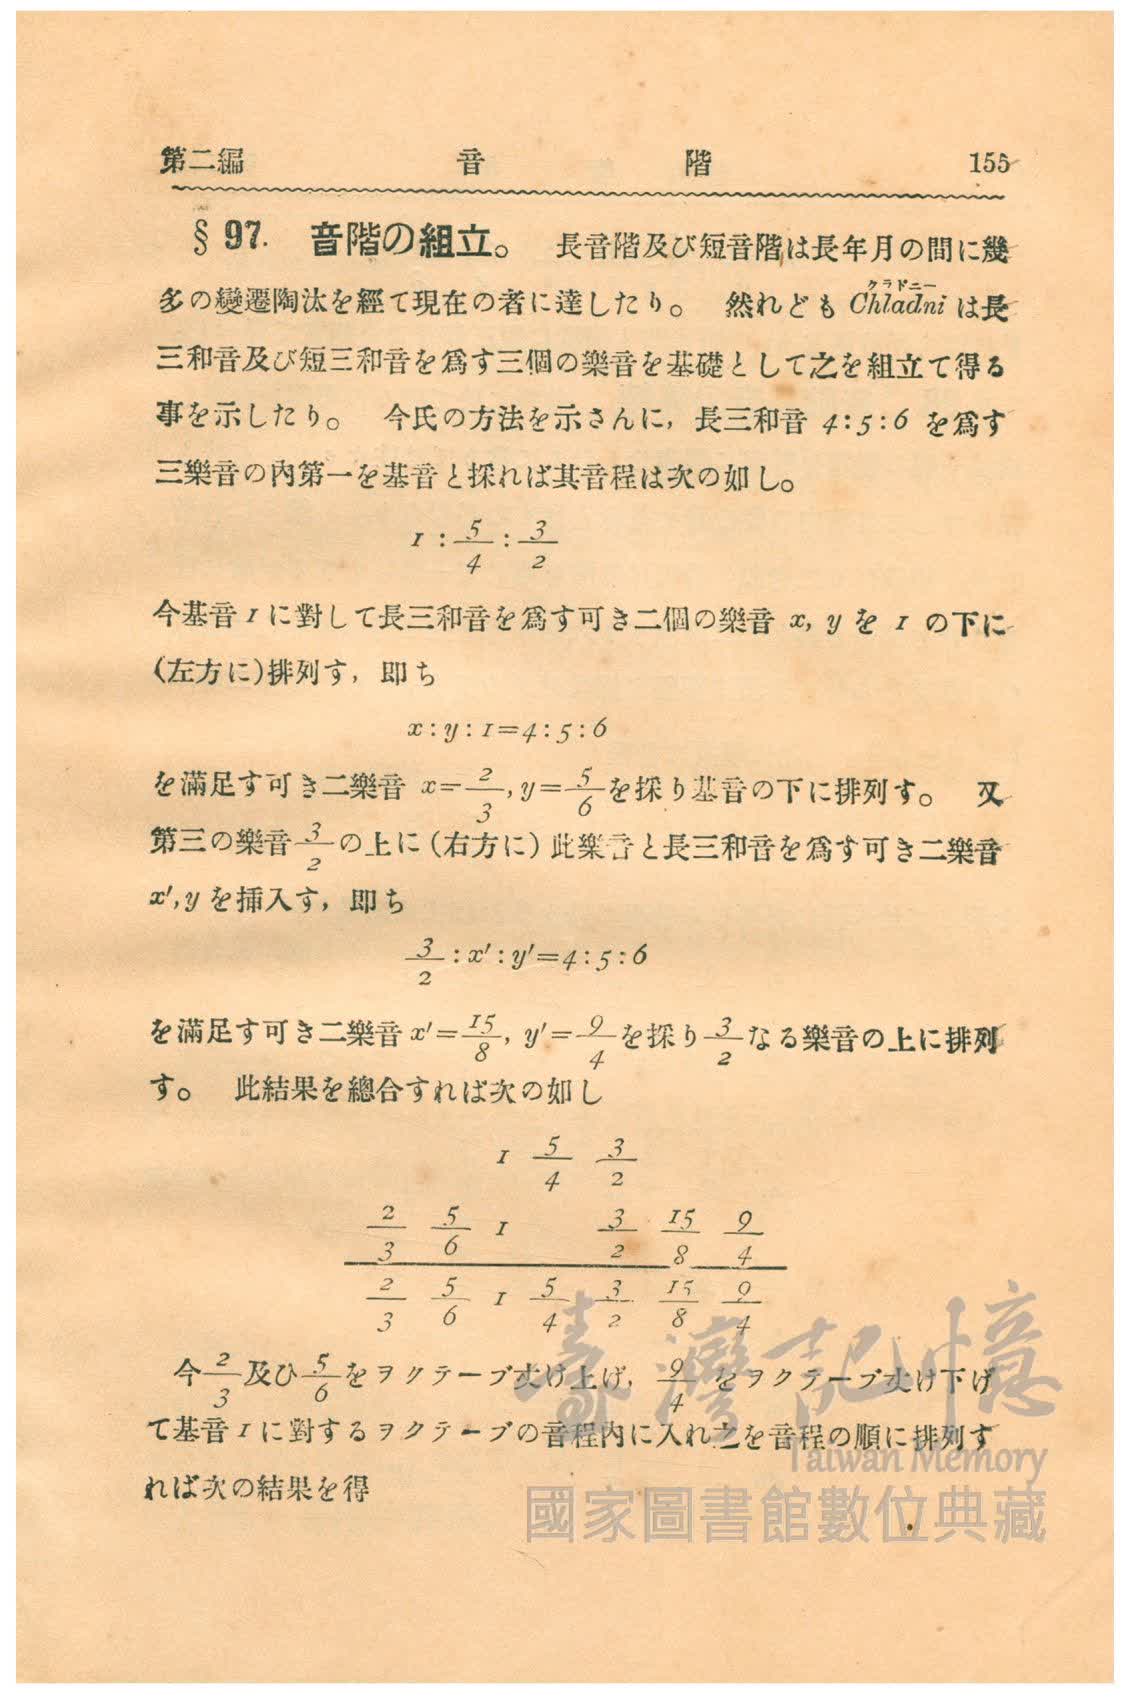 第二編 音 階 155
§ 97. 音階の組立。 長音階及び短音階は長年月の間に幾
多の變遷陶汰を經て現在の者に達したり。 然れども Chladni は長
クラドニー
三和音及び短三和音を爲す三個の樂音を基礎として之を組立て得る
事を示したり。 今氏の方法を示さんに, 長三和音 4:5:6 を爲す
三樂音の內第一を基音と採れば其音程は次の如し。
1 : 5/4 : 3/2
今基音 1 に對して長三和音を爲す可き二個の樂音 x, y を 1 の下に
(左方に)排列す, 即ち
x : y : 1 = 4 : 5 : 6
を滿足す可き二樂音 x = 2/3, y = 5/6 を採り基音の下に排列す。 又
第三の樂音 3/2 の上に (右方に) 此樂音と長三和音を爲す可き二樂音
x′, y を揷入す, 即ち
3/2 : x′ : y′ = 4 : 5 : 6
を滿足す可き二樂音 x′ = 15/8, y′ = 9/4 を採り 3/2 なる樂音の上に排列
す。 此結果を總合すれば次の如し
1 5/4 3/2
2/3 5/6 1 3/2 15/8 9/4
2/3 5/6 1 5/4 3/2 15/8 9/4
今 2/3 及ひ 5/6 をヲクテーブ丈け上げ, 9/4 をヲクテーブ丈け下げ
て基音 1 に對するヲクテーブの音程內に入れ之を音程の順に排列す
れば次の結果を得
臺灣記憶
Taiwan Memory
國家圖書館數位典藏